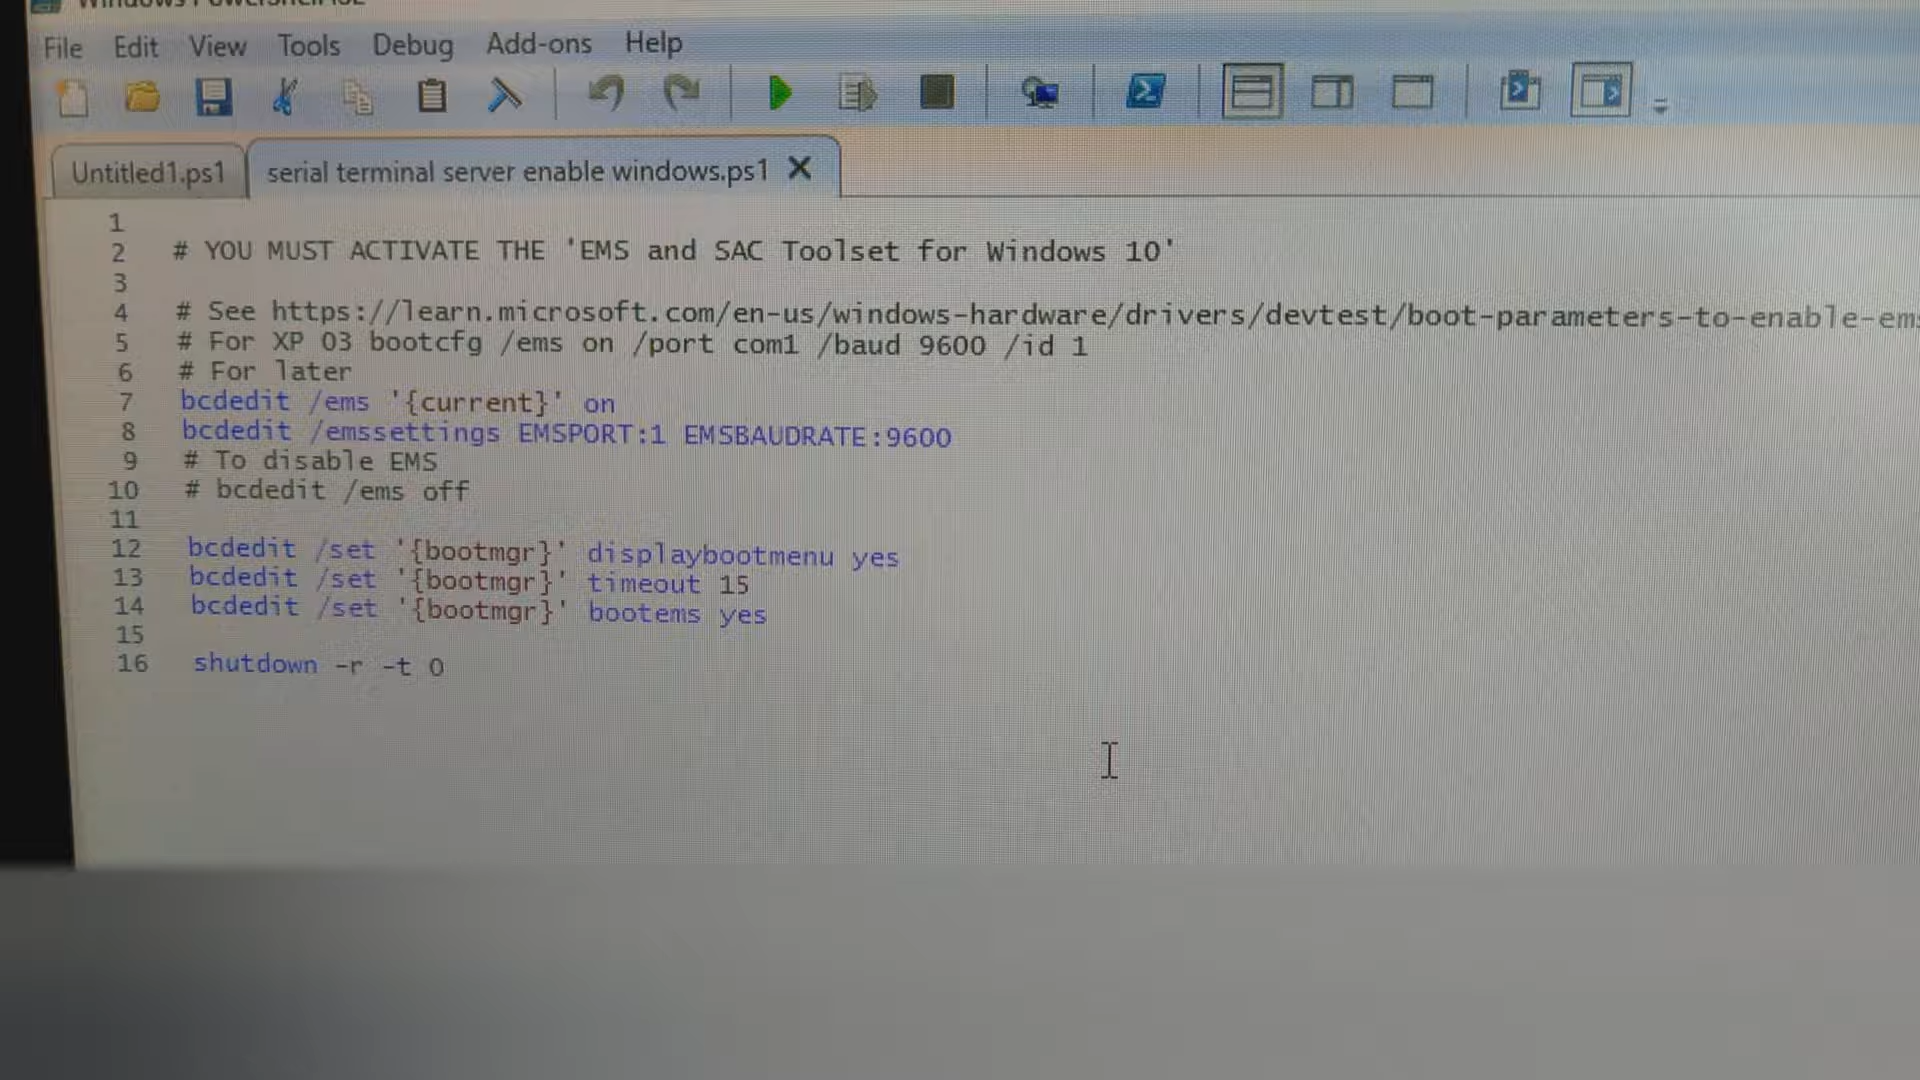 Windows PowerShell ISE
File Edit View Tools Debug Add-ons Help
Untitled1.ps1 serial terminal server enable windows.ps1 X
1
2 # YOU MUST ACTIVATE THE 'EMS and SAC Toolset for Windows 10'
3
4 # See https://learn.microsoft.com/en-us/windows-hardware/drivers/devtest/boot-parameters-to-enable-ems
5 # For XP 03 bootcfg /ems on /port com1 /baud 9600 /id 1
6 # For later
7 bcdedit /ems '{current}' on
8 bcdedit /emssettings EMSPORT:1 EMSBAUDRATE:9600
9 # To disable EMS
10 # bcdedit /ems off
11
12 bcdedit /set '{bootmgr}' displaybootmenu yes
13 bcdedit /set '{bootmgr}' timeout 15
14 bcdedit /set '{bootmgr}' bootems yes
15
16 shutdown -r -t 0